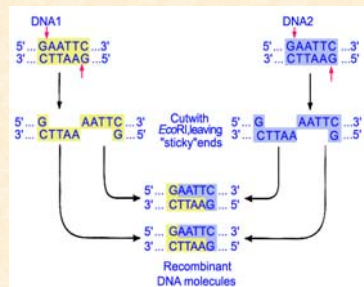 DNA1 DNA2
5'... GAATTC ...3' 5'... GAATTC ...3'
3'... CTTAAG ...5' 3'... CTTAAG ...5'
5'... G AATTC ...3' Cut with 5'... G AATTC ...3'
3'... CTTAA G ...5' EcoRI,leaving 3'... CTTAA G ...5'
"sticky"ends
5'... GAATTC ... 3'
3'... CTTAAG ... 5'
5'... GAATTC ... 3'
3'... CTTAAG ... 5'
Recombinant
DNA molecules